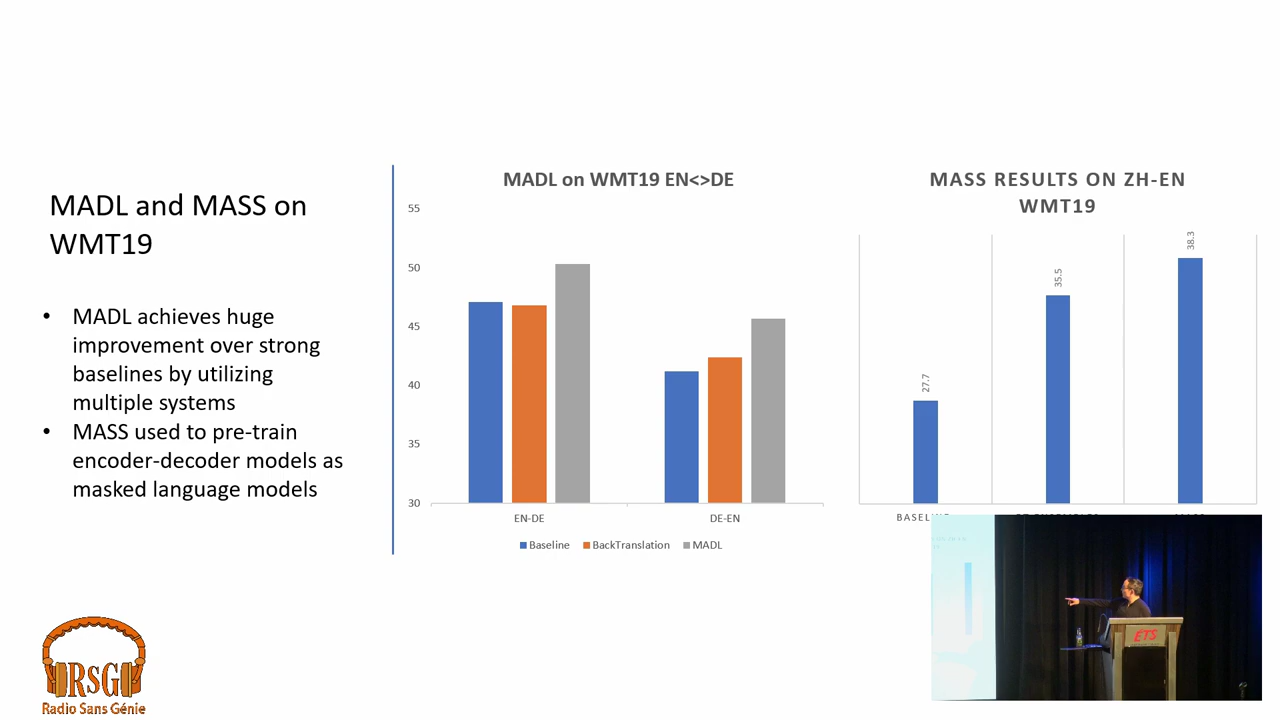 MADL and MASS on
WMT19
• MADL achieves huge
improvement over strong
baselines by utilizing
multiple systems
• MASS used to pre-train
encoder-decoder models as
masked language models
MADL on WMT19 EN<>DE
55
50
45
40
35
30
EN-DE
DE-EN
Baseline BackTranslation MADL
MASS RESULTS ON ZH-EN
WMT19
27.7
35.5
38.3
ETS
RSG
Radio Sans Génie